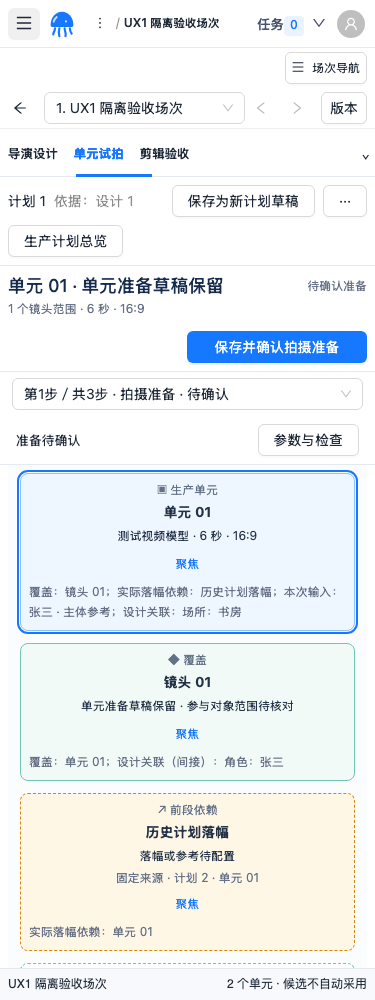 / UX1 隔离验收场次
任务 0
场次导航
1. UX1 隔离验收场次
版本
导演设计 单元试拍 剪辑验收
计划 1 依据：设计 1
保存为新计划草稿
...
生产计划总览
单元 01 · 单元准备草稿保留
待确认准备
1 个镜头范围 · 6 秒 · 16:9
保存并确认拍摄准备
第1步 / 共3步 · 拍摄准备 · 待确认
准备待确认
参数与检查
生产单元
单元 01
测试视频模型 · 6 秒 · 16:9
聚焦
覆盖：镜头 01；实际落幅依赖：历史计划落幅；本次输入：
张三 · 主体参考；设计关联：场所：书房
覆盖
镜头 01
单元准备草稿保留 · 参与对象范围待核对
聚焦
覆盖：单元 01；设计关联（间接）：角色：张三
前段依赖
历史计划落幅
落幅或参考待配置
固定来源 · 计划 2 · 单元 01
聚焦
实际落幅依赖：单元 01
UX1 隔离验收场次
2 个单元 · 候选不自动采用